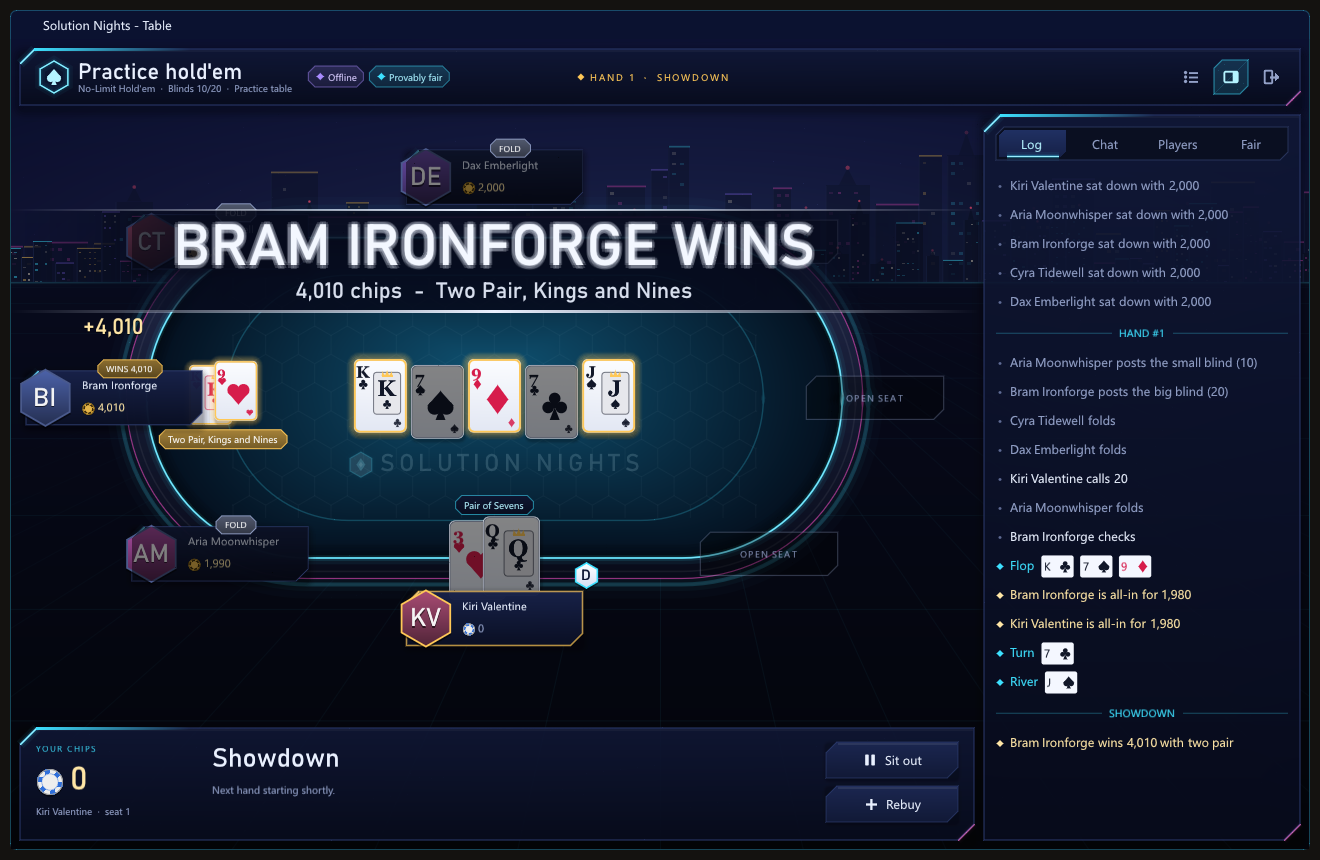 Solution Nights - Table
Practice hold'em
No-Limit Hold'em · Blinds 10/20 · Practice table
Offline
Provably fair
HAND 1 · SHOWDOWN
FOLD
DE
Dax Emberlight
2,000
FOLD
CT
BRAM IRONFORGE WINS
4,010 chips - Two Pair, Kings and Nines
+4,010
WINS 4,010
BI
Bram Ironforge
4,010
K
9
Two Pair, Kings and Nines
K
K
7
9
7
J
J
OPEN SEAT
SOLUTION NIGHTS
Pair of Sevens
3
Q
Q
FOLD
AM
Aria Moonwhisper
1,990
OPEN SEAT
D
KV
Kiri Valentine
0
YOUR CHIPS
0
Kiri Valentine · seat 1
Showdown
Next hand starting shortly.
Sit out
Rebuy
Log
Chat
Players
Fair
Kiri Valentine sat down with 2,000
Aria Moonwhisper sat down with 2,000
Bram Ironforge sat down with 2,000
Cyra Tidewell sat down with 2,000
Dax Emberlight sat down with 2,000
HAND #1
Aria Moonwhisper posts the small blind (10)
Bram Ironforge posts the big blind (20)
Cyra Tidewell folds
Dax Emberlight folds
Kiri Valentine calls 20
Aria Moonwhisper folds
Bram Ironforge checks
Flop K 7 9
Bram Ironforge is all-in for 1,980
Kiri Valentine is all-in for 1,980
Turn 7
River J
SHOWDOWN
Bram Ironforge wins 4,010 with two pair